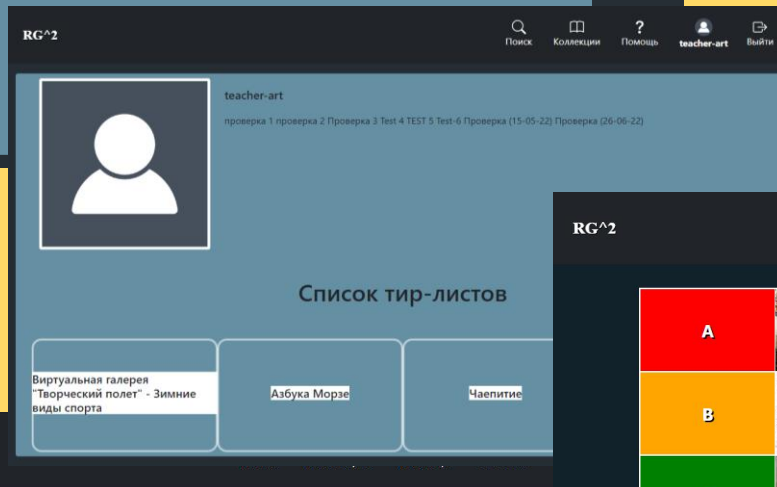 RG^2
Поиск
Коллекции
?
Помощь
teacher-art
Выйти
teacher-art
проверка 1 проверка 2 Проверка 3 Test 4 TEST 5 Test-6 Проверка (15-05-22) Проверка (26-06-22)
Список тир-листов
Виртуальная галерея
"Творческий полет" - Зимние
виды спорта
Азбука Морзе
Чаепитие
RG^2
A
B